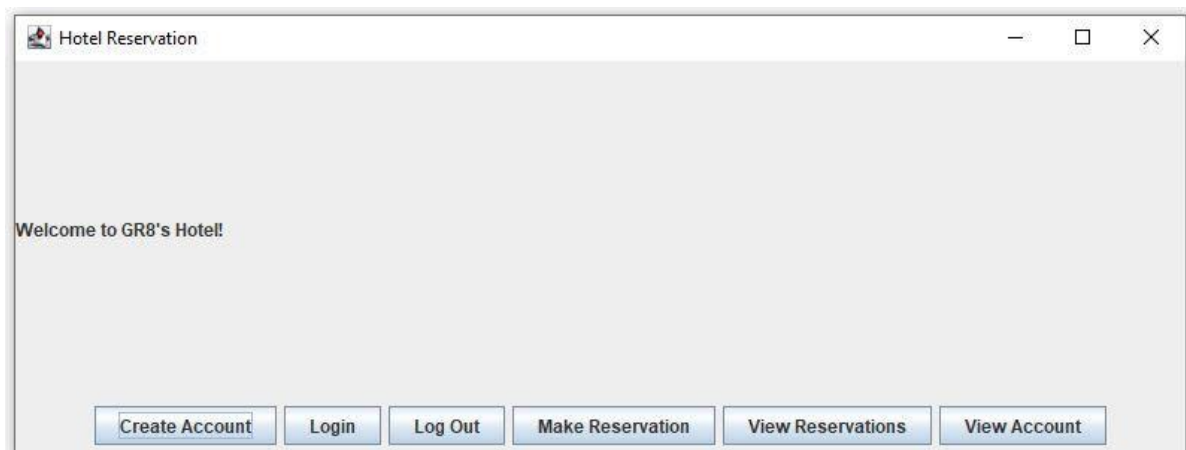 Hotel Reservation
Welcome to GR8's Hotel!
Create Account Login Log Out Make Reservation View Reservations View Account